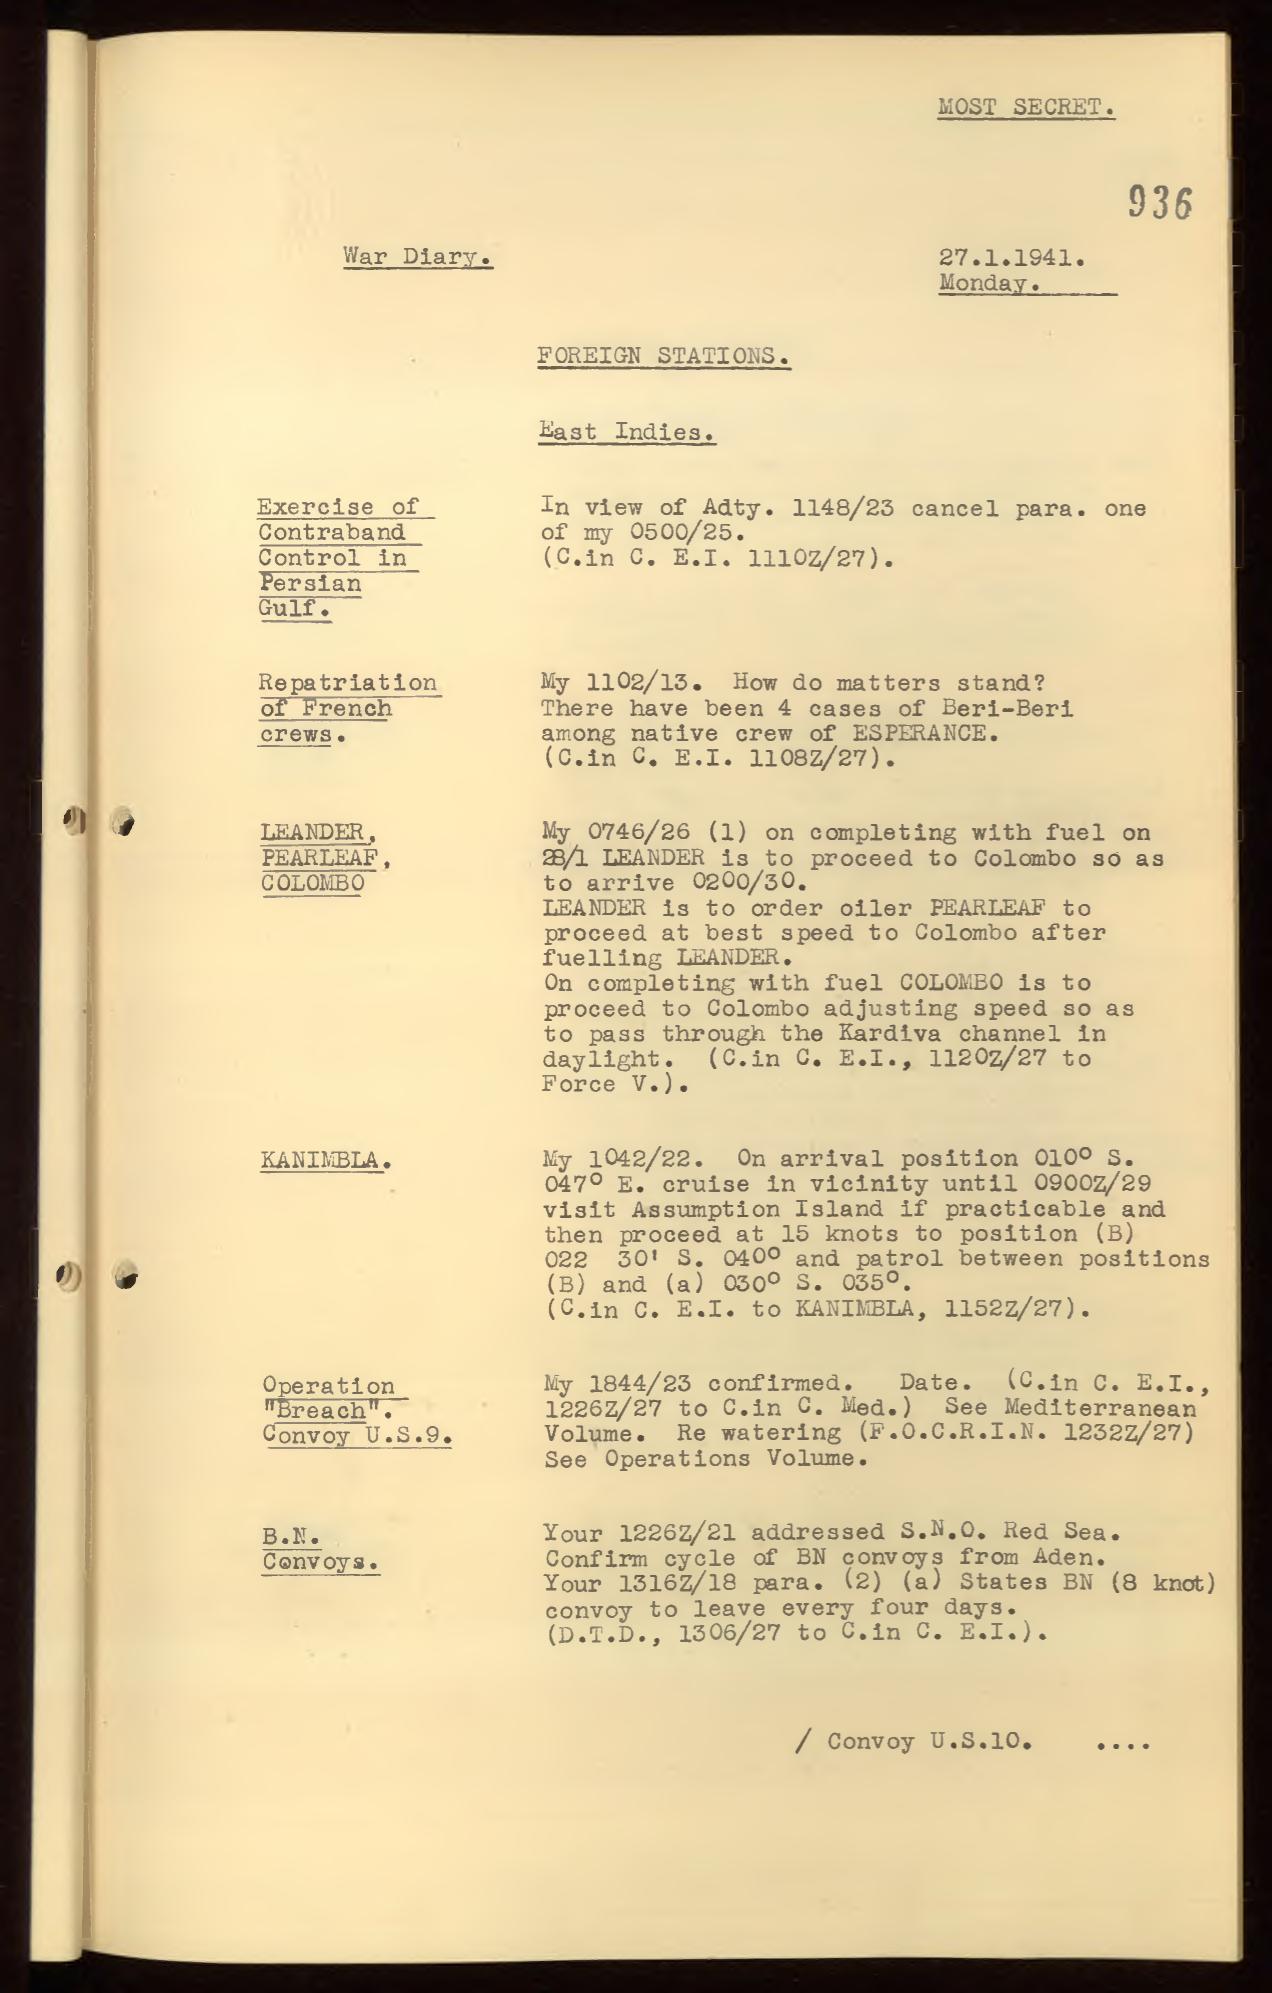 MOST SECRET.
936
War Diary.
27.1.1941.
Monday.
FOREIGN STATIONS.
East Indies.
Exercise of
Contraband
Control in
Persian
Gulf.
In view of Adty. 1148/23 cancel para. one
of my 0500/25.
(C.in C. E.I. 1110Z/27).
Repatriation
of French
crews.
My 1102/13.  How do matters stand?
There have been 4 cases of Beri-Beri
among native crew of ESPERANCE.
(C.in C. E.I. 1108Z/27).
LEANDER,
PEARLEAF,
COLOMBO
My 0746/26 (1) on completing with fuel on
28/1 LEANDER is to proceed to Colombo so as
to arrive 0200/30.
LEANDER is to order oiler PEARLEAF to
proceed at best speed to Colombo after
fuelling LEANDER.
On completing with fuel COLOMBO is to
proceed to Colombo adjusting speed so as
to pass through the Kardiva channel in
daylight.  (C.in C. E.I., 1120Z/27 to
Force V.).
KANIMBLA.
My 1042/22.  On arrival position 010° S.
047° E. cruise in vicinity until 0900Z/29
visit Assumption Island if practicable and
then proceed at 15 knots to position (B)
022  30' S. 040° and patrol between positions
(B) and (a) 030° S. 035°.
(C.in C. E.I. to KANIMBLA, 1152Z/27).
Operation
"Breach".
Convoy U.S.9.
My 1844/23 confirmed.  Date.  (C.in C. E.I.,
1226Z/27 to C.in C. Med.)  See Mediterranean
Volume.  Re watering (F.O.C.R.I.N. 1232Z/27)
See Operations Volume.
B.N.
Convoys.
Your 1226Z/21 addressed S.N.O. Red Sea.
Confirm cycle of BN convoys from Aden.
Your 1316Z/18 para. (2) (a) States BN (8 knot)
convoy to leave every four days.
(D.T.D., 1306/27 to C.in C. E.I.).
/ Convoy U.S.10.    ....